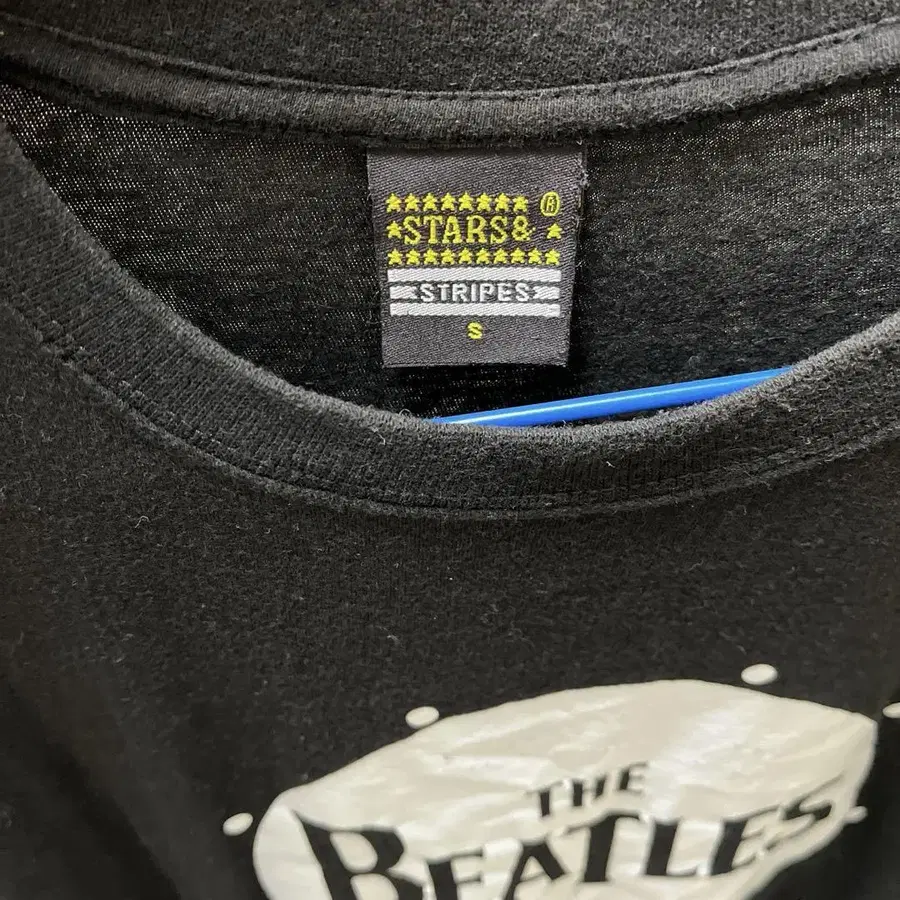 ®
STARS&
STRIPES
S
THE
BEATLES